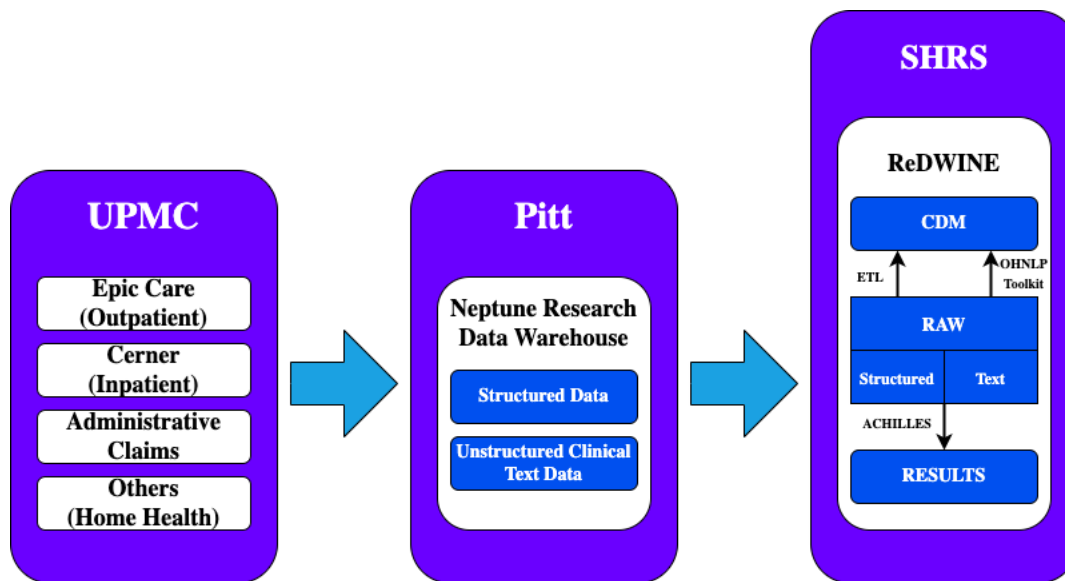 UPMC
Epic Care
(Outpatient)
Cerner
(Inpatient)
Administrative
Claims
Others
(Home Health)
Pitt
Neptune Research
Data Warehouse
Structured Data
Unstructured Clinical
Text Data
SHRS
ReDWINE
CDM
ETL
OHNLP
Toolkit
RAW
Structured
Text
ACHILLES
RESULTS